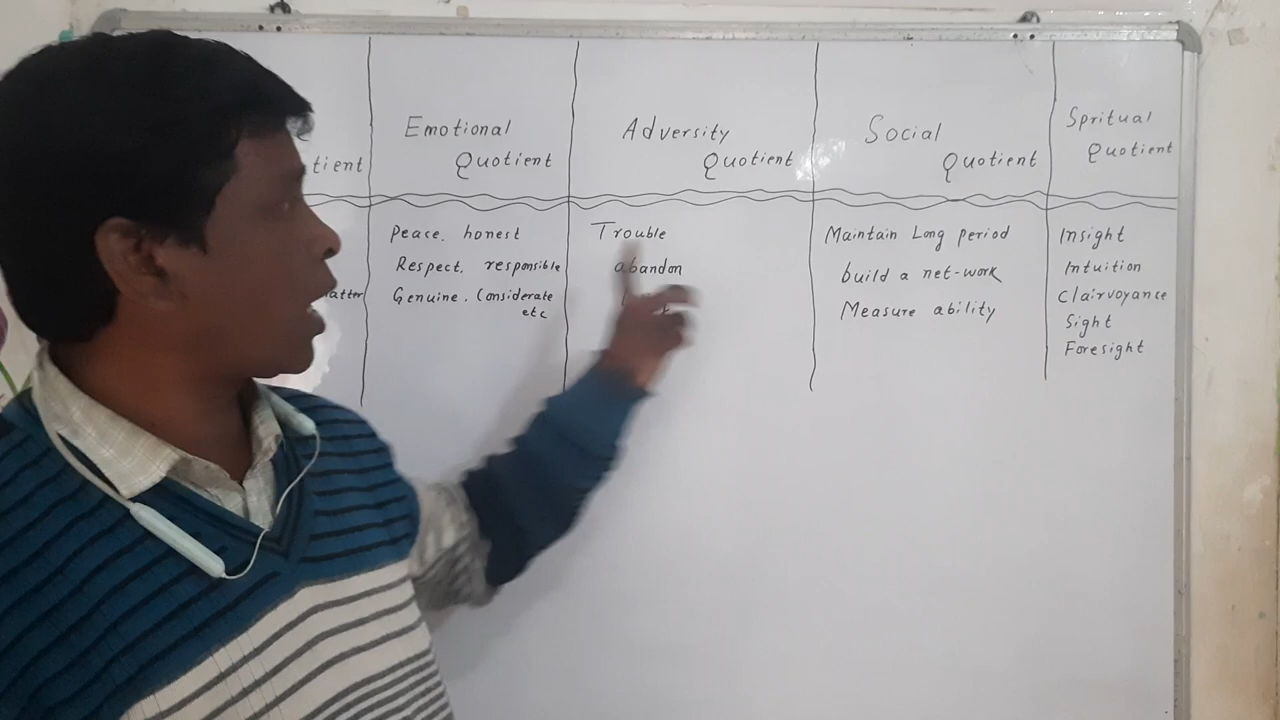 tient
atter
Emotional
Quotient
Peace. honest
Respect. responsible
Genuine. Considerate
etc
Adversity
Quotient
Trouble
abandon
Social
Quotient
Maintain Long period
build a net-work
Measure ability
Spritual
Quotient
Insight
Intuition
Clairvoyance
Sight
Foresight